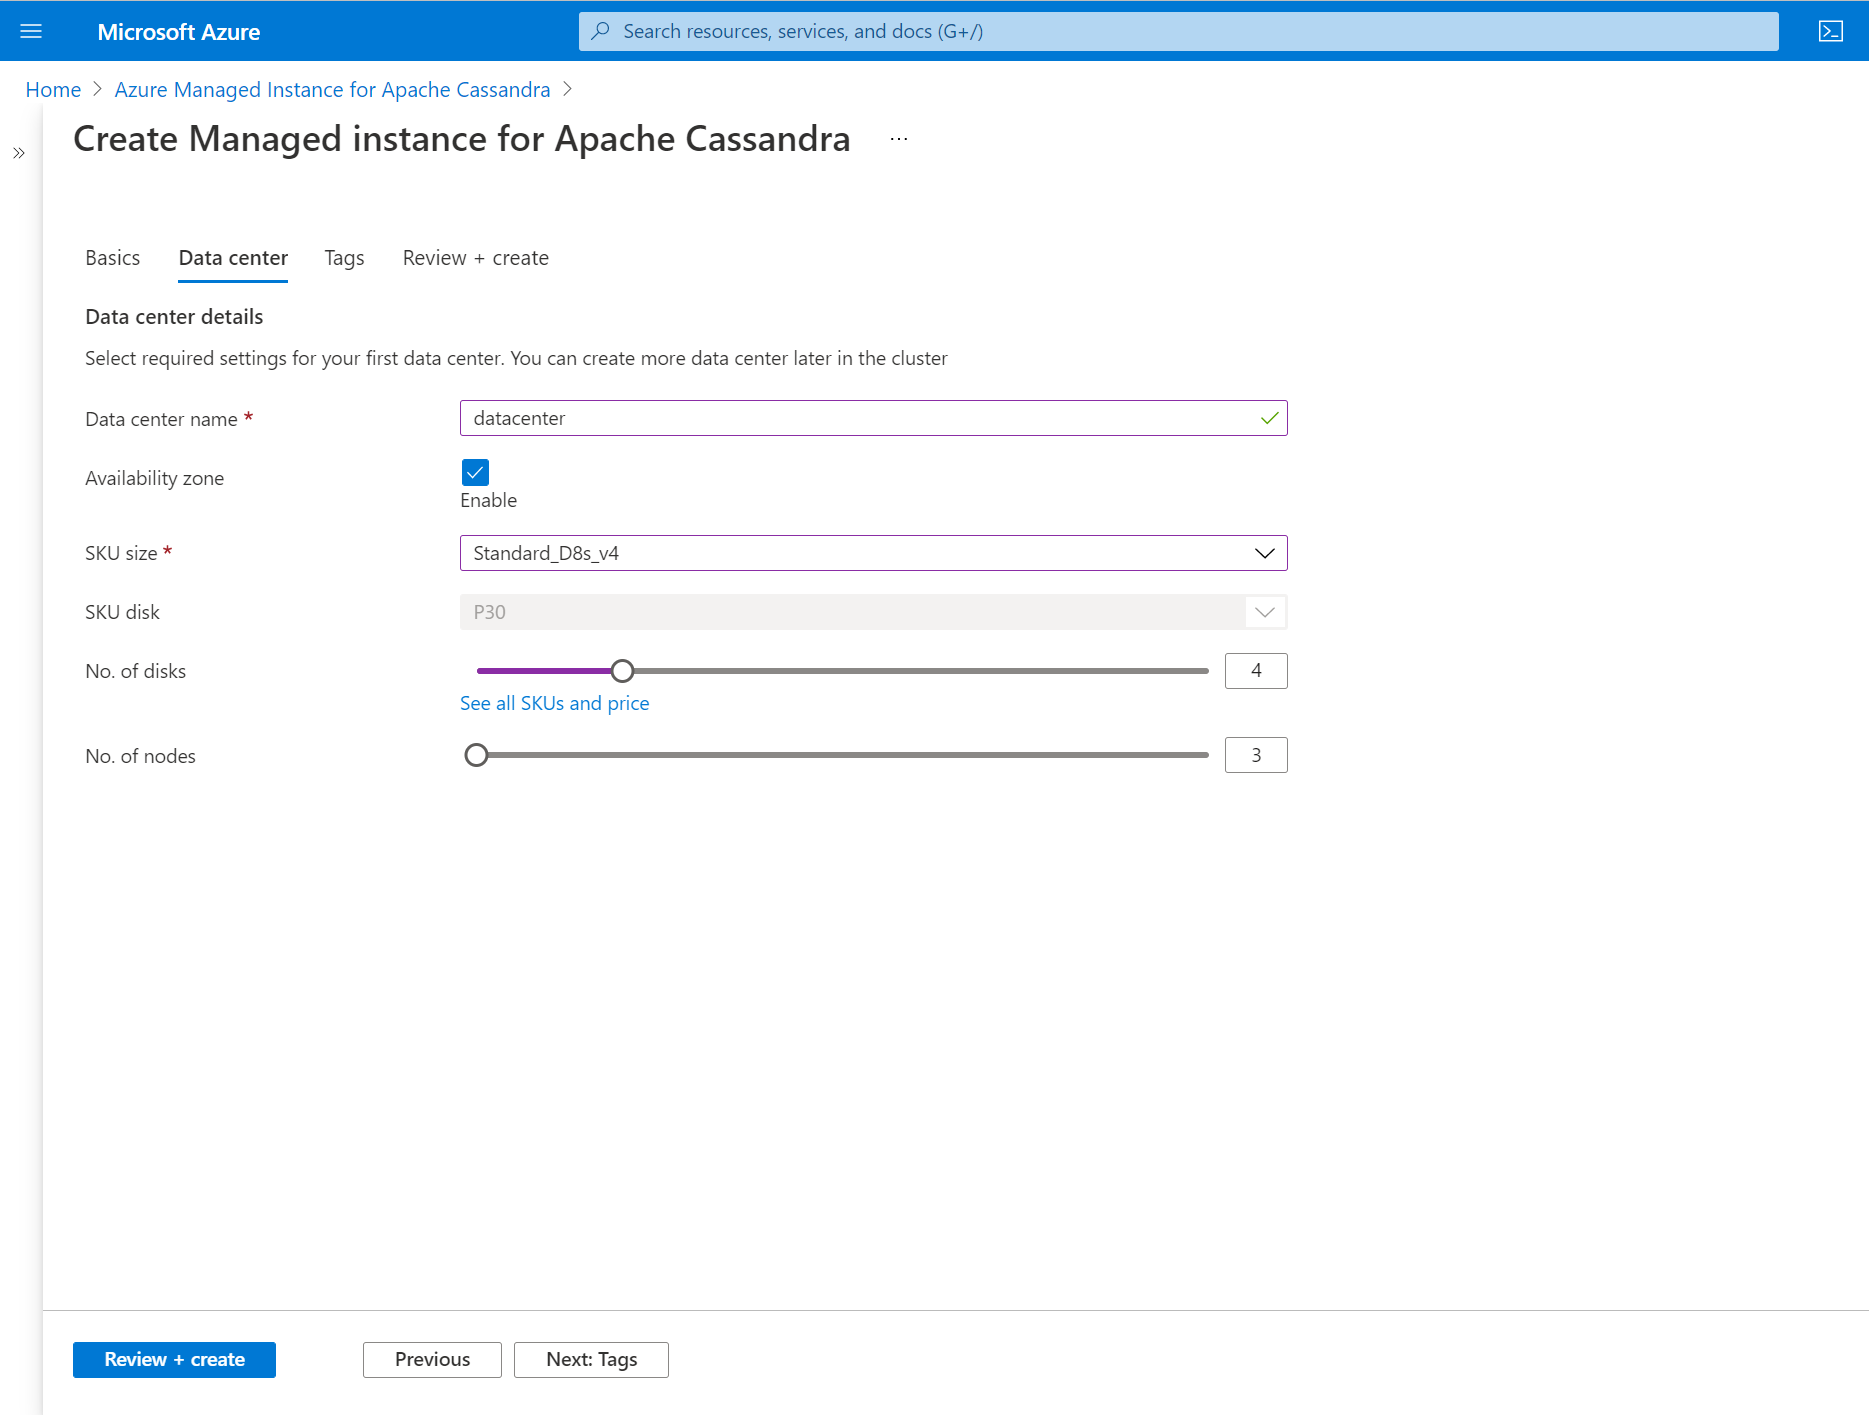 Microsoft Azure
Search resources, services, and docs (G+/)
Home > Azure Managed Instance for Apache Cassandra >
Create Managed instance for Apache Cassandra ...
Basics Data center Tags Review + create
Data center details
Select required settings for your first data center. You can create more data center later in the cluster
Data center name * datacenter
Availability zone
Enable
SKU size * Standard_D8s_v4
SKU disk P30
No. of disks 4
See all SKUs and price
No. of nodes 3
Review + create Previous Next: Tags